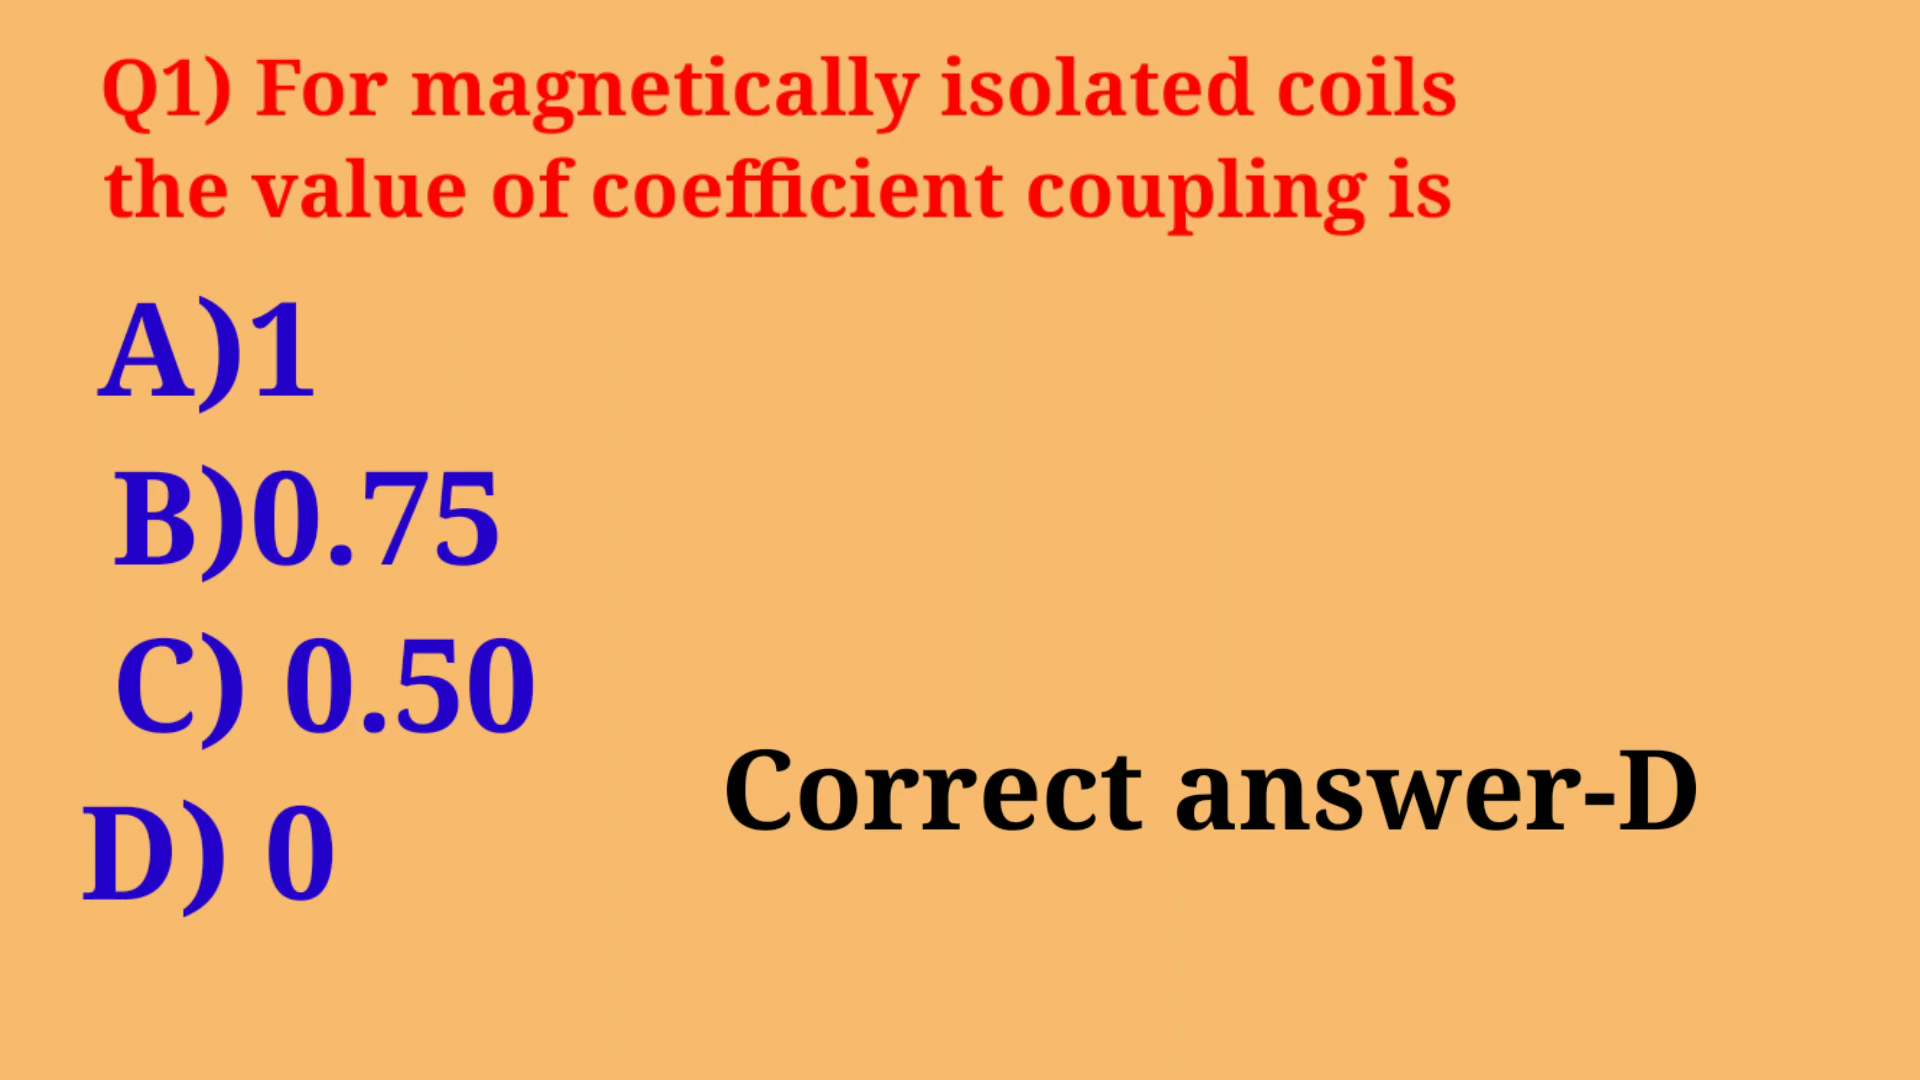 Q1) For magnetically isolated coils
the value of coefficient coupling is
A)1
B)0.75
C) 0.50
D) 0
Correct answer-D